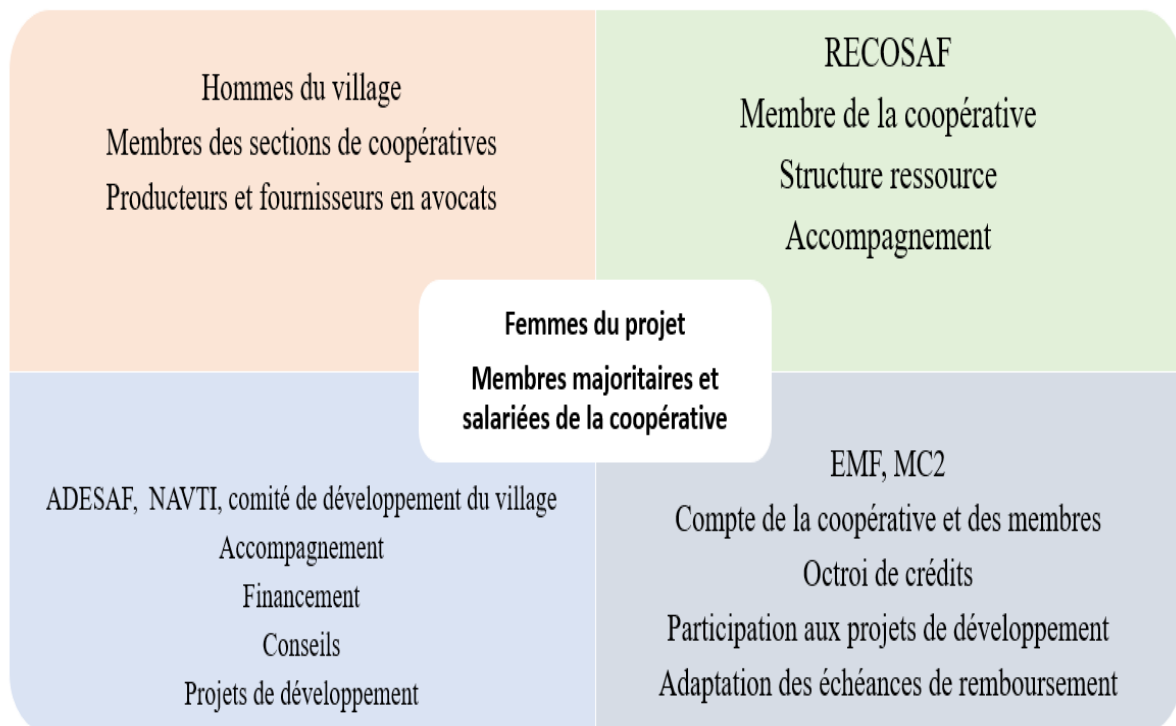 Hommes du village
Membres des sections de coopératives
Producteurs et fournisseurs en avocats
RECOSAF
Membre de la coopérative
Structure ressource
Accompagnement
Femmes du projet
Membres majoritaires et
salariées de la coopérative
ADESAF, NAVTI, comité de développement du village
Accompagnement
Financement
Conseils
Projets de développement
EMF, MC2
Compte de la coopérative et des membres
Octroi de crédits
Participation aux projets de développement
Adaptation des échéances de remboursement